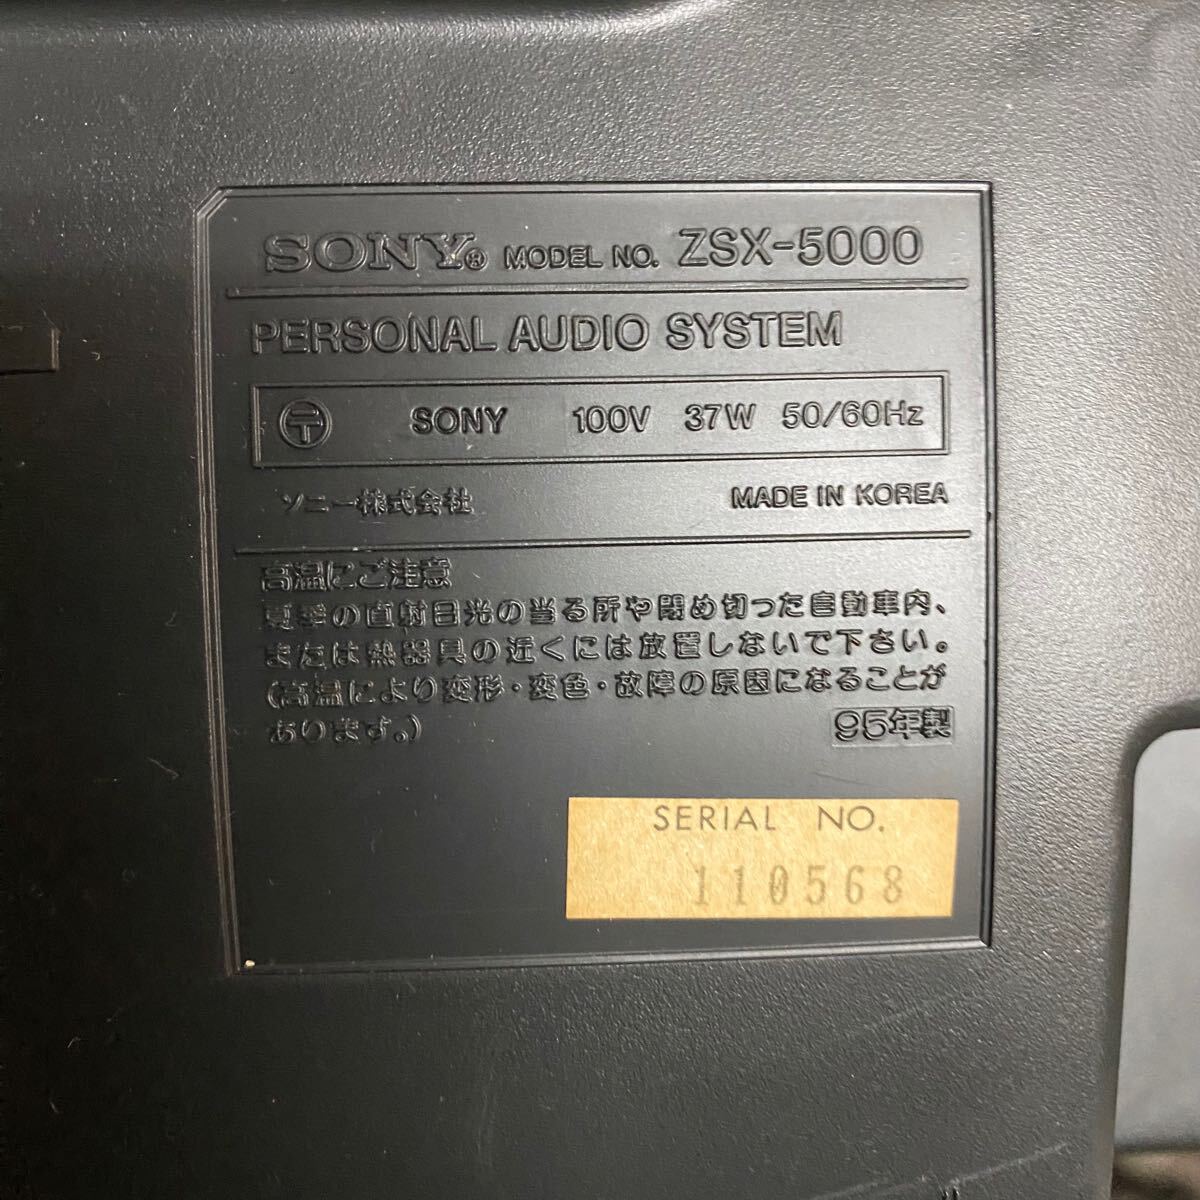 SONY® MODEL NO. ZSX-5000
PERSONAL AUDIO SYSTEM
〒 SONY 100V 37W 50/60Hz
ソニー株式会社 MADE IN KOREA
高温にご注意
夏季の直射日光の当る所や閉め切った自動車内、
または熱器具の近くには放置しないで下さい。
(高温により変形・変色・故障の原因になることが
あります。)
95年製
SERIAL NO.
110568